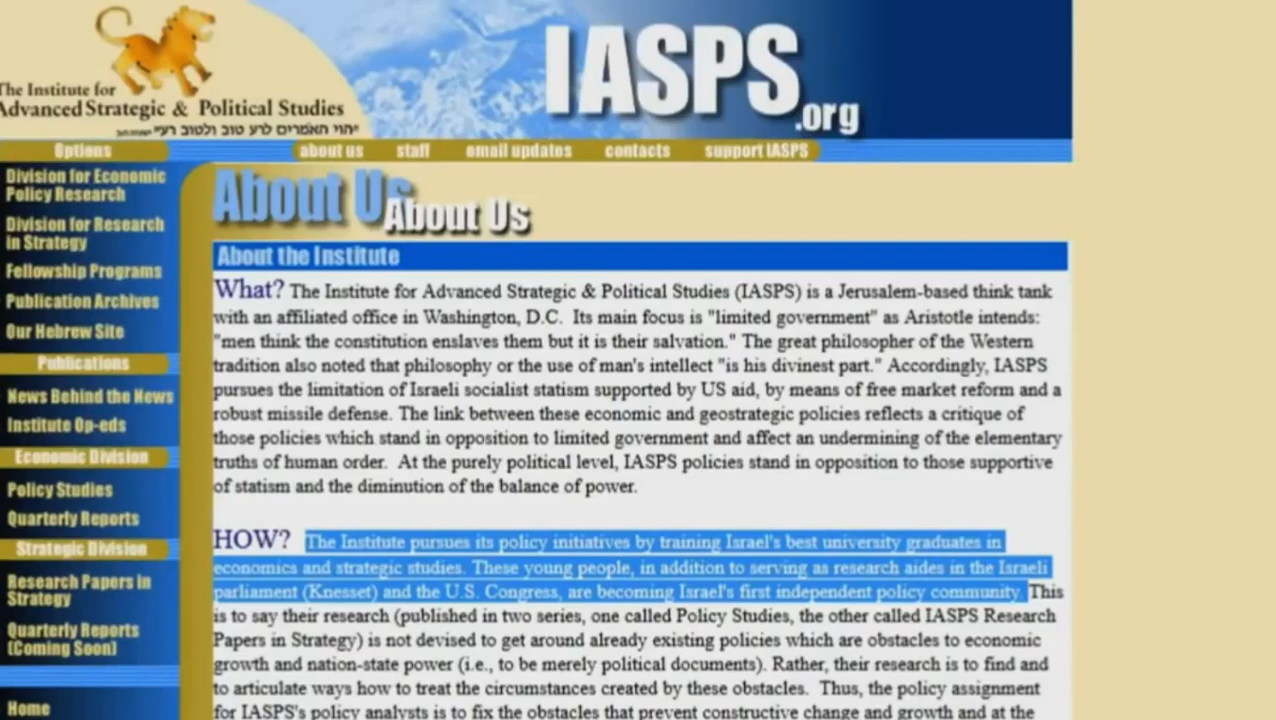 The Institute for
Advanced Strategic & Political Studies
IASPS
.org
Options
about us
staff
email updates
contacts
support IASPS
Division for Economic
Policy Research
Division for Research
in Strategy
Fellowship Programs
Publication Archives
Our Hebrew Site
Publications
News Behind the News
Institute Op-eds
Economic Division
Policy Studies
Quarterly Reports
Strategic Division
Research Papers in
Strategy
Quarterly Reports
(Coming Soon)
Home
About Us
About Us
About the Institute
What? The Institute for Advanced Strategic & Political Studies (IASPS) is a Jerusalem-based think tank
with an affiliated office in Washington, D.C. Its main focus is "limited government" as Aristotle intends:
"men think the constitution enslaves them but it is their salvation." The great philosopher of the Western
tradition also noted that philosophy or the use of man's intellect "is his divinest part." Accordingly, IASPS
pursues the limitation of Israeli socialist statism supported by US aid, by means of free market reform and a
robust missile defense. The link between these economic and geostrategic policies reflects a critique of
those policies which stand in opposition to limited government and affect an undermining of the elementary
truths of human order. At the purely political level, IASPS policies stand in opposition to those supportive
of statism and the diminution of the balance of power.
HOW? The Institute pursues its policy initiatives by training Israel's best university graduates in
economics and strategic studies. These young people, in addition to serving as research aides in the Israeli
parliament (Knesset) and the U.S. Congress, are becoming Israel's first independent policy community. This
is to say their research (published in two series, one called Policy Studies, the other called IASPS Research
Papers in Strategy) is not devised to get around already existing policies which are obstacles to economic
growth and nation-state power (i.e., to be merely political documents). Rather, their research is to find and
to articulate ways how to treat the circumstances created by these obstacles. Thus, the policy assignment
for IASPS's policy analysts is to fix the obstacles that prevent constructive change and growth and at the